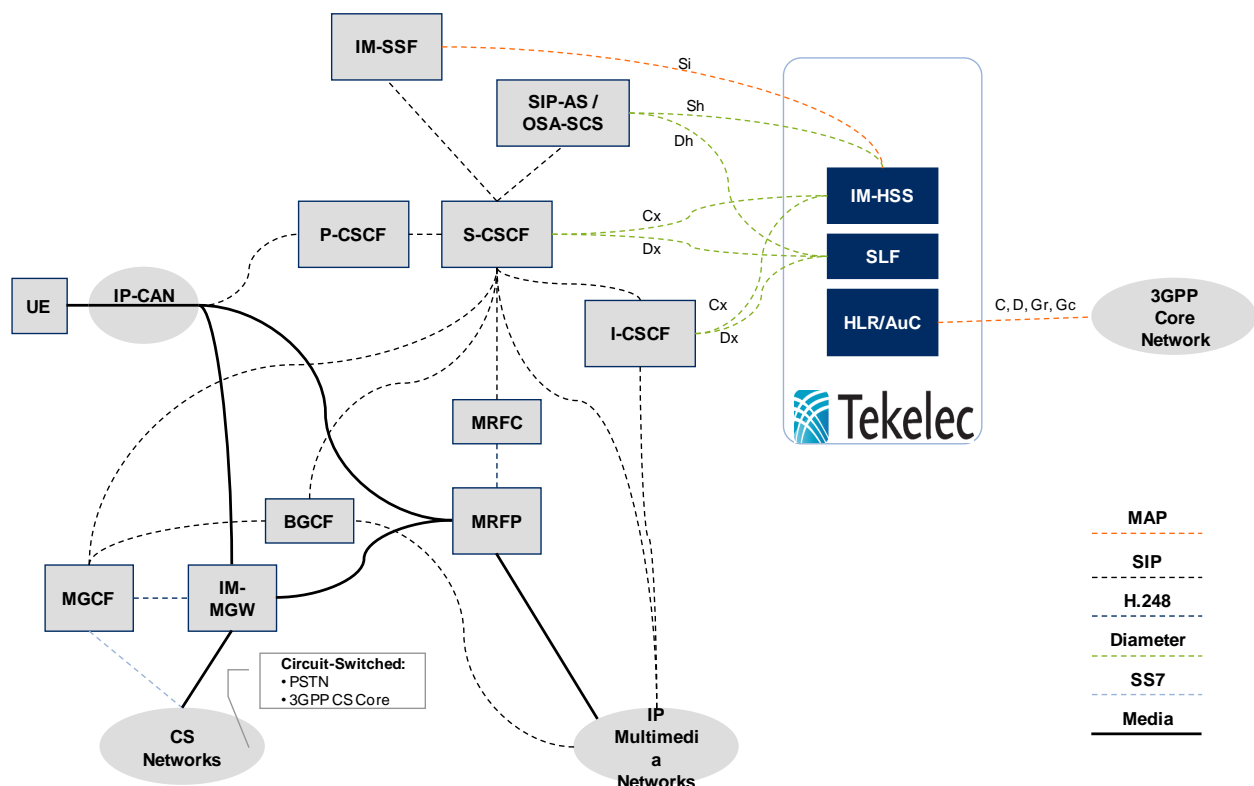 IM-SSF
Si
SIP-AS /
OSA-SCS
Sh
Dh
IM-HSS
P-CSCF
S-CSCF
Cx
Dx
SLF
UE
IP-CAN
I-CSCF
Cx
Dx
HLR/AuC
C, D, Gr, Gc
3GPP
Core
Network
Tekelec
MRFC
BGCF
MRFP
MGCF
IM-
MGW
Circuit-Switched:
• PSTN
• 3GPP CS Core
CS
Networks
IP
Multimedi
a
Networks
MAP
SIP
H.248
Diameter
SS7
Media